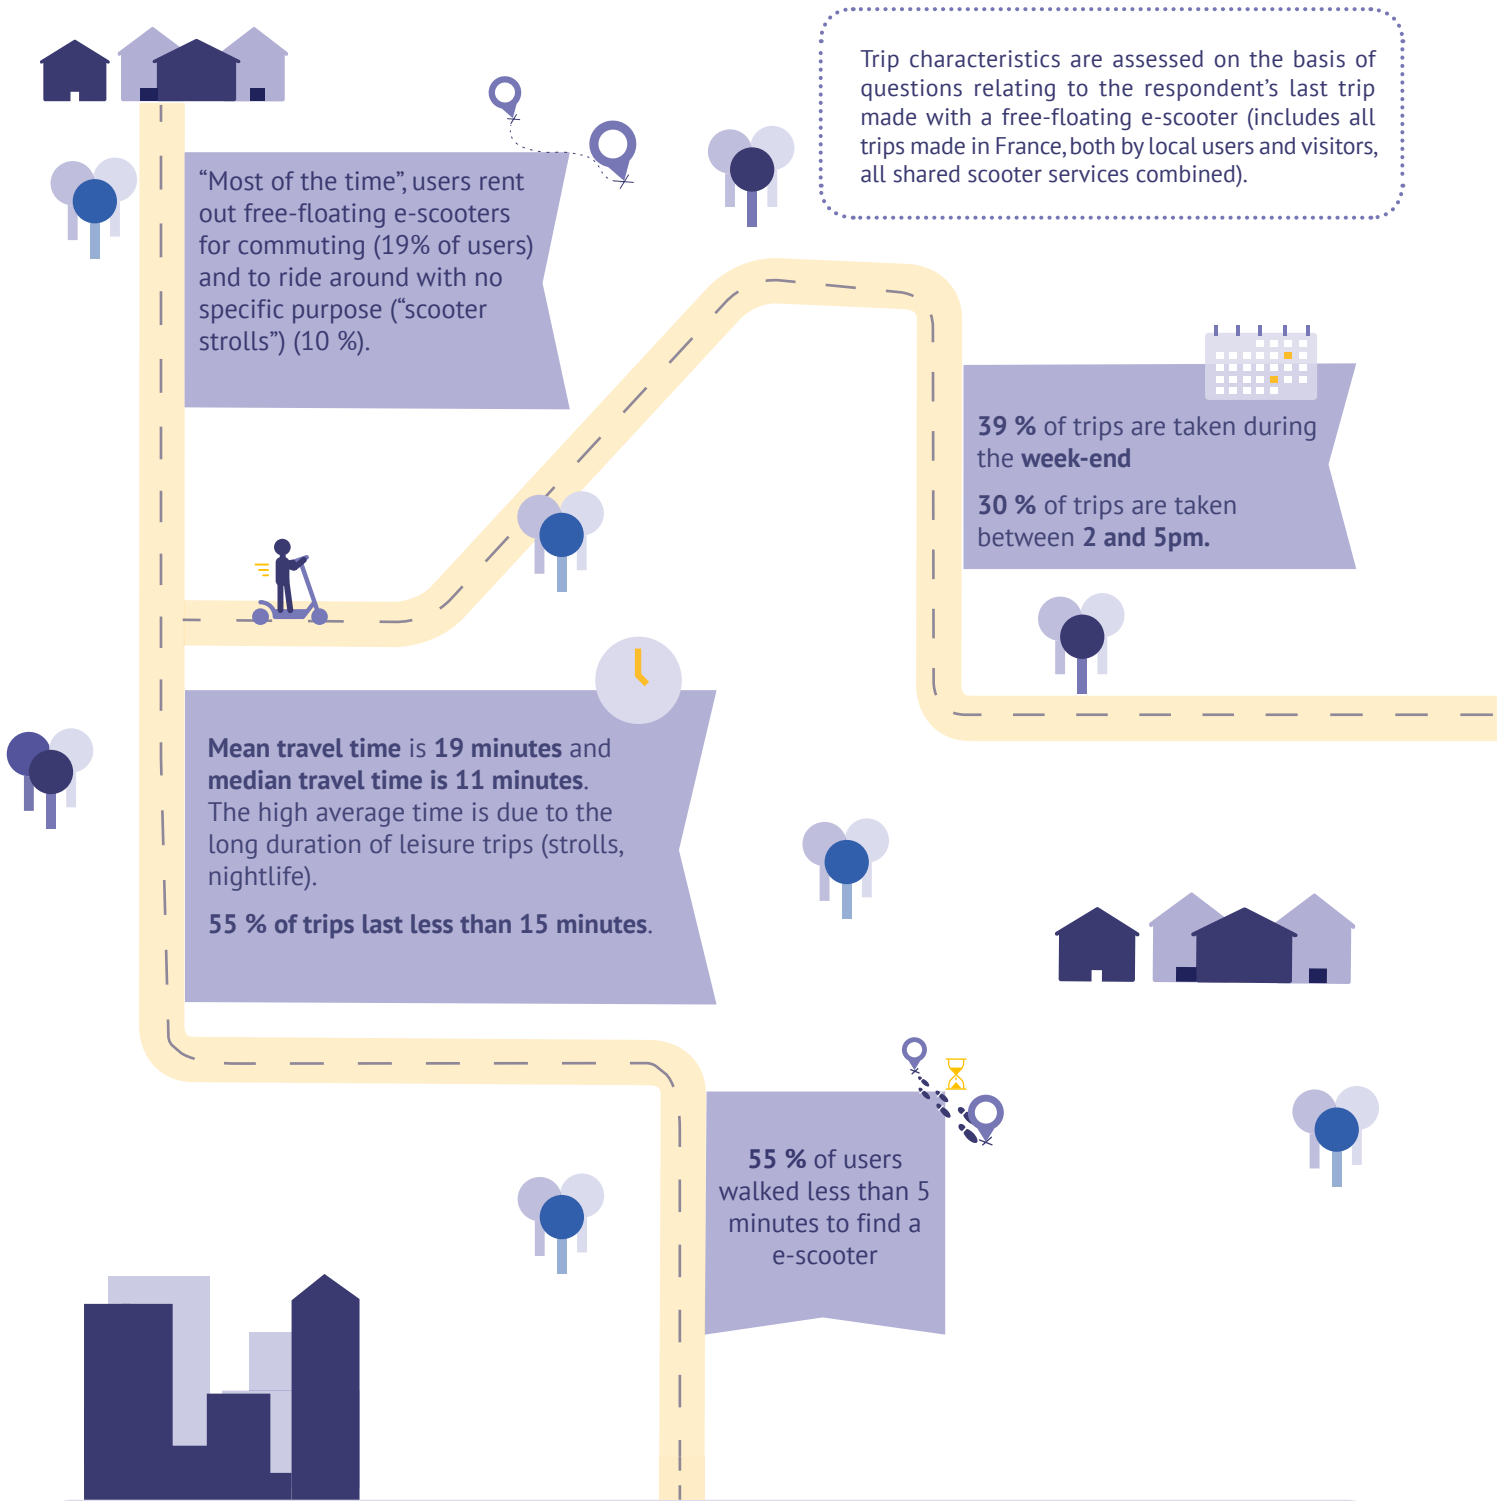 Trip characteristics are assessed on the basis of
questions relating to the respondent's last trip
made with a free-floating e-scooter (includes all
trips made in France, both by local users and visitors,
all shared scooter services combined).
“Most of the time”, users rent
out free-floating e-scooters
for commuting (19% of users)
and to ride around with no
specific purpose (“scooter
strolls”) (10 %).
39 % of trips are taken during
the week-end
30 % of trips are taken
between 2 and 5pm.
Mean travel time is 19 minutes and
median travel time is 11 minutes.
The high average time is due to the
long duration of leisure trips (strolls,
nightlife).
55 % of trips last less than 15 minutes.
55 % of users
walked less than 5
minutes to find a
e-scooter